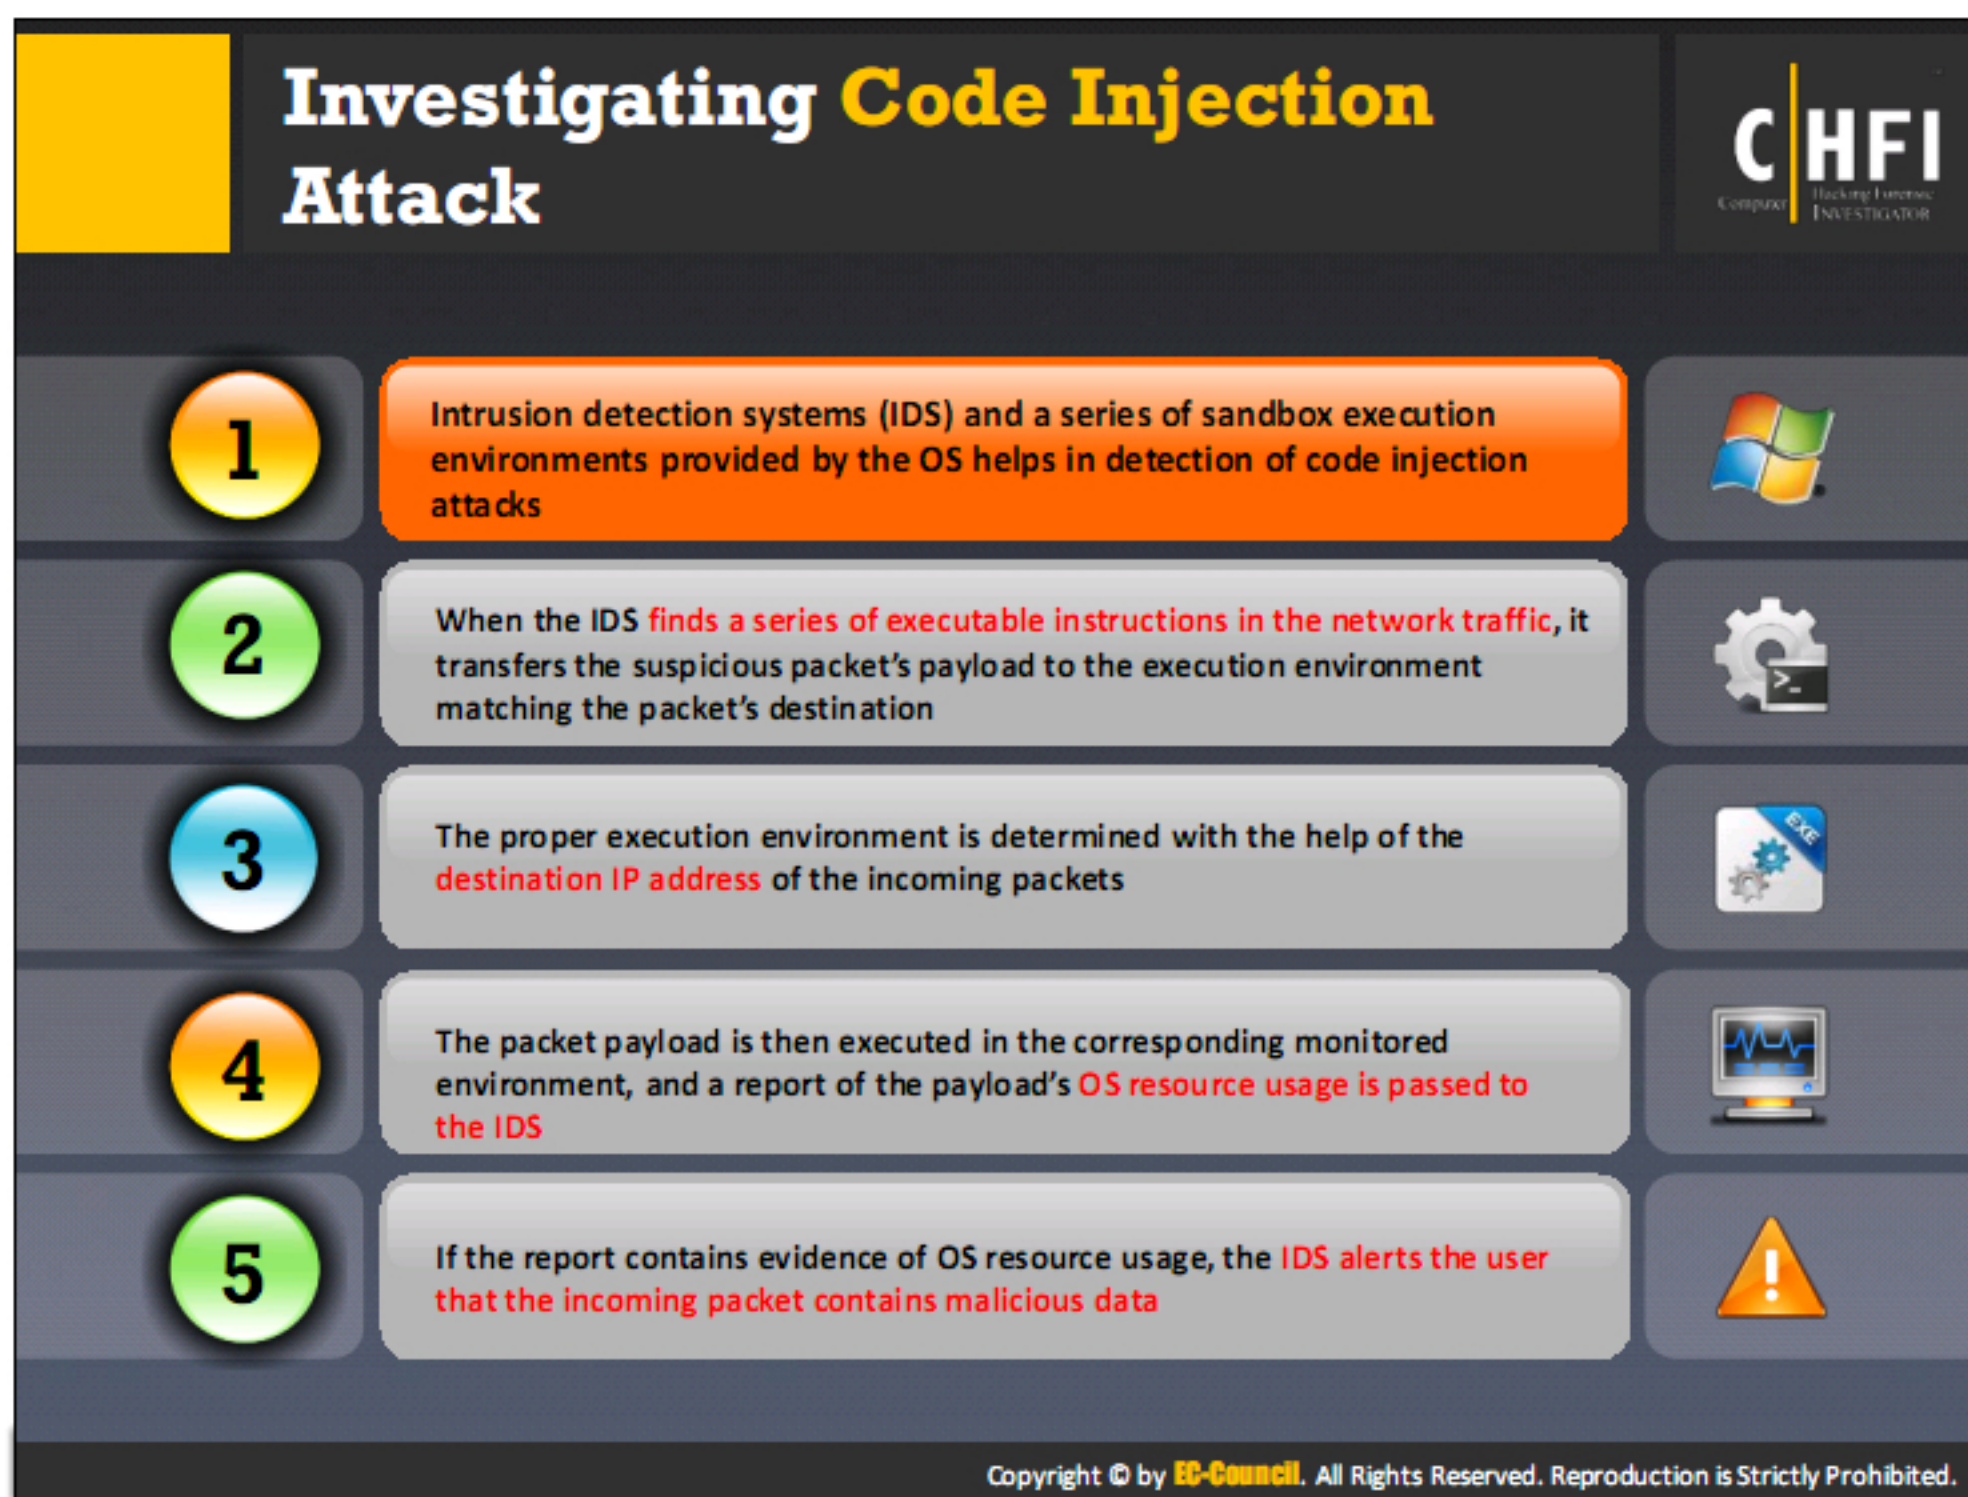 Investigating Code Injection
Attack
C HFI
Computer Hacking Forensic
INVESTIGATOR
1
Intrusion detection systems (IDS) and a series of sandbox execution
environments provided by the OS helps in detection of code injection
attacks
2
When the IDS finds a series of executable instructions in the network traffic, it
transfers the suspicious packet's payload to the execution environment
matching the packet's destination
>_
3
The proper execution environment is determined with the help of the
destination IP address of the incoming packets
EXE
4
The packet payload is then executed in the corresponding monitored
environment, and a report of the payload's OS resource usage is passed to
the IDS
5
If the report contains evidence of OS resource usage, the IDS alerts the user
that the incoming packet contains malicious data
!
Copyright © by EC-Council. All Rights Reserved. Reproduction is Strictly Prohibited.